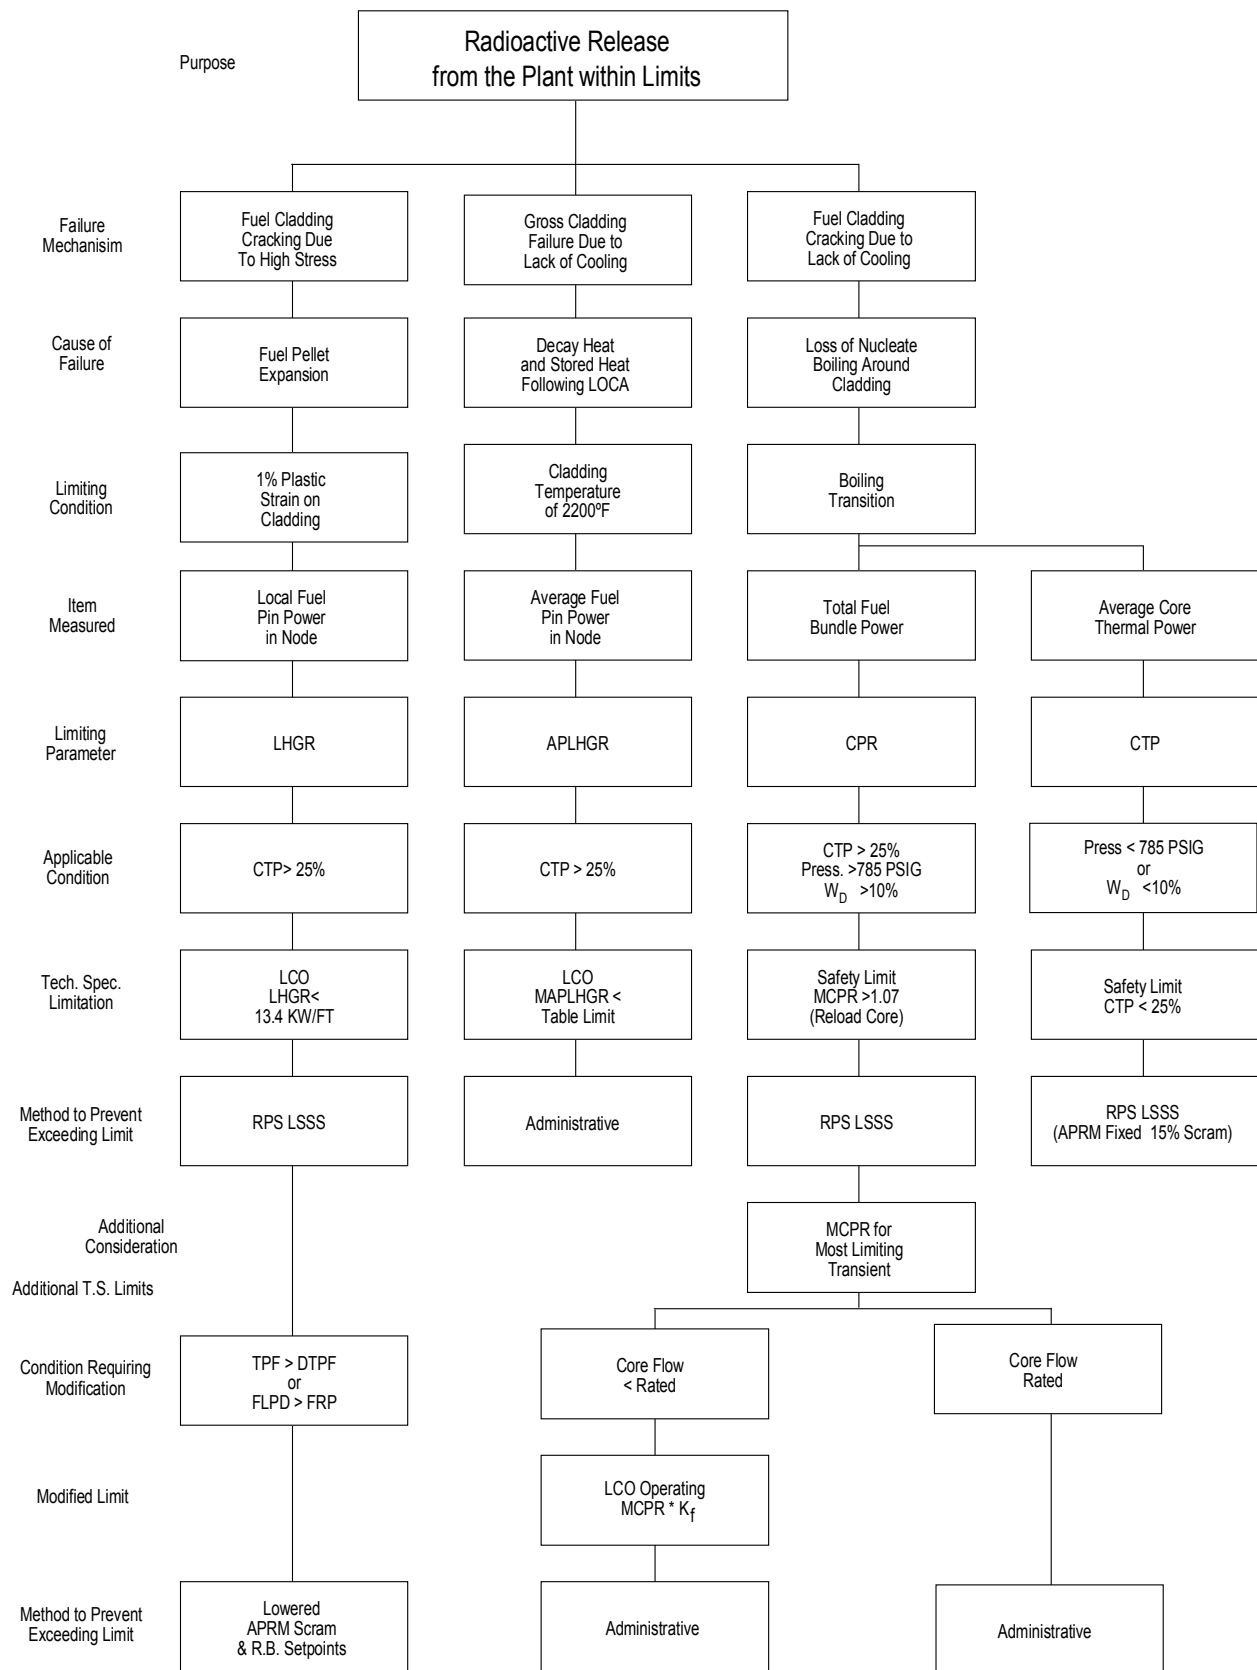 Purpose
Radioactive Release
from the Plant within Limits
Failure
Mechanisim
Fuel Cladding
Cracking Due
To High Stress
Gross Cladding
Failure Due to
Lack of Cooling
Fuel Cladding
Cracking Due to
Lack of Cooling
Cause of
Failure
Fuel Pellet
Expansion
Decay Heat
and Stored Heat
Following LOCA
Loss of Nucleate
Boiling Around
Cladding
Limiting
Condition
1% Plastic
Strain on
Cladding
Cladding
Temperature
of 2200ºF
Boiling
Transition
Item
Measured
Local Fuel
Pin Power
in Node
Average Fuel
Pin Power
in Node
Total Fuel
Bundle Power
Average Core
Thermal Power
Limiting
Parameter
LHGR
APLHGR
CPR
CTP
Applicable
Condition
CTP> 25%
CTP > 25%
CTP > 25%
Press. >785 PSIG
W_D >10%
Press < 785 PSIG
or
W_D <10%
Tech. Spec.
Limitation
LCO
LHGR<
13.4 KW/FT
LCO
MAPLHGR <
Table Limit
Safety Limit
MCPR >1.07
(Reload Core)
Safety Limit
CTP < 25%
Method to Prevent
Exceeding Limit
RPS LSSS
Administrative
RPS LSSS
RPS LSSS
(APRM Fixed 15% Scram)
Additional
Consideration
MCPR for
Most Limiting
Transient
Additional T.S. Limits
Condition Requiring
Modification
TPF > DTPF
or
FLPD > FRP
Core Flow
< Rated
Core Flow
Rated
Modified Limit
LCO Operating
MCPR * K_f
Method to Prevent
Exceeding Limit
Lowered
APRM Scram
& R.B. Setpoints
Administrative
Administrative